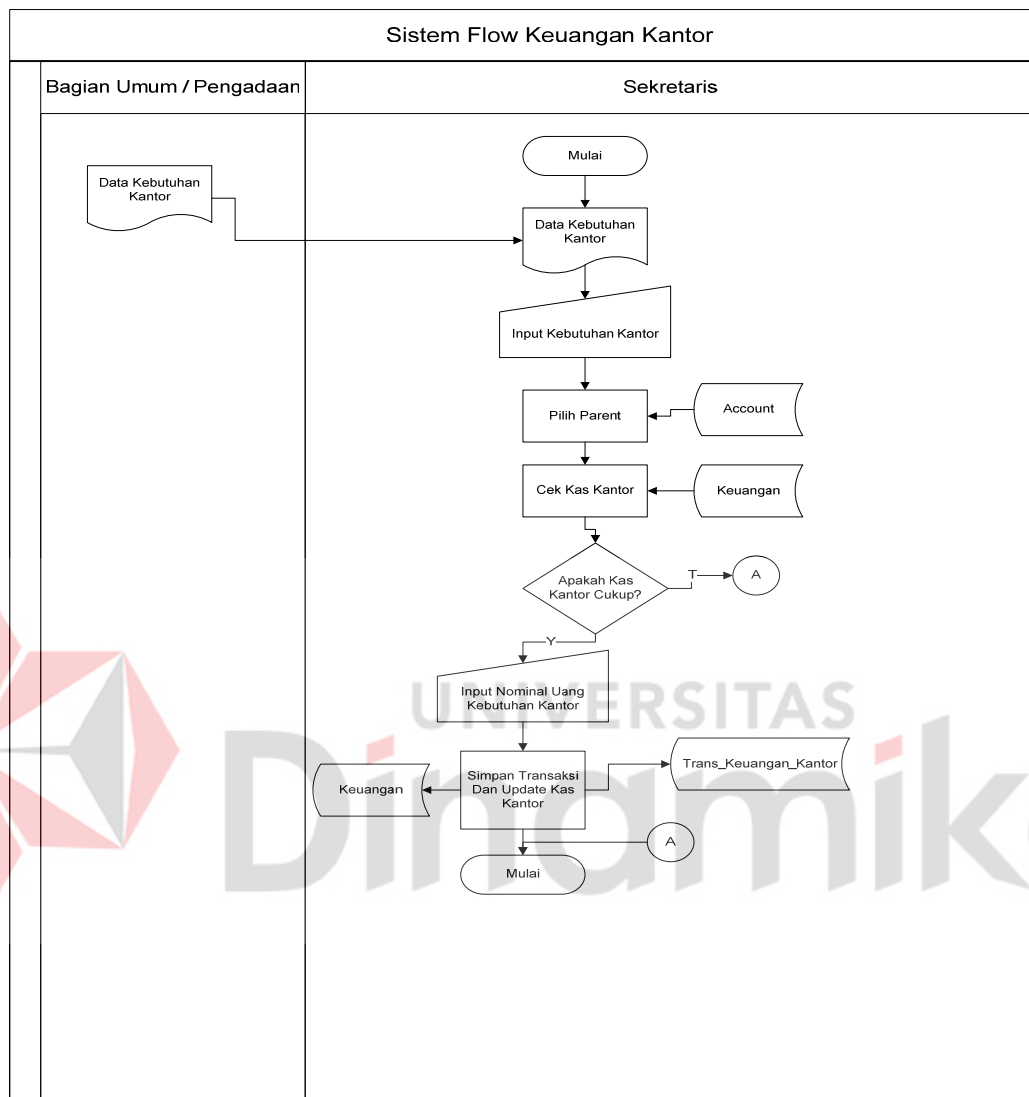 Sistem Flow Keuangan Kantor
Bagian Umum / Pengadaan
Sekretaris
Mulai
Data Kebutuhan
Kantor
Data Kebutuhan
Kantor
Input Kebutuhan Kantor
Pilih Parent
Account
Cek Kas Kantor
Keuangan
Apakah Kas
Kantor Cukup?
T
A
Y
Input Nominal Uang
Kebutuhan Kantor
UNIVERSITAS
Dinamika
Simpan Transaksi
Dan Update Kas
Kantor
Keuangan
Trans_Keuangan_Kantor
A
Mulai